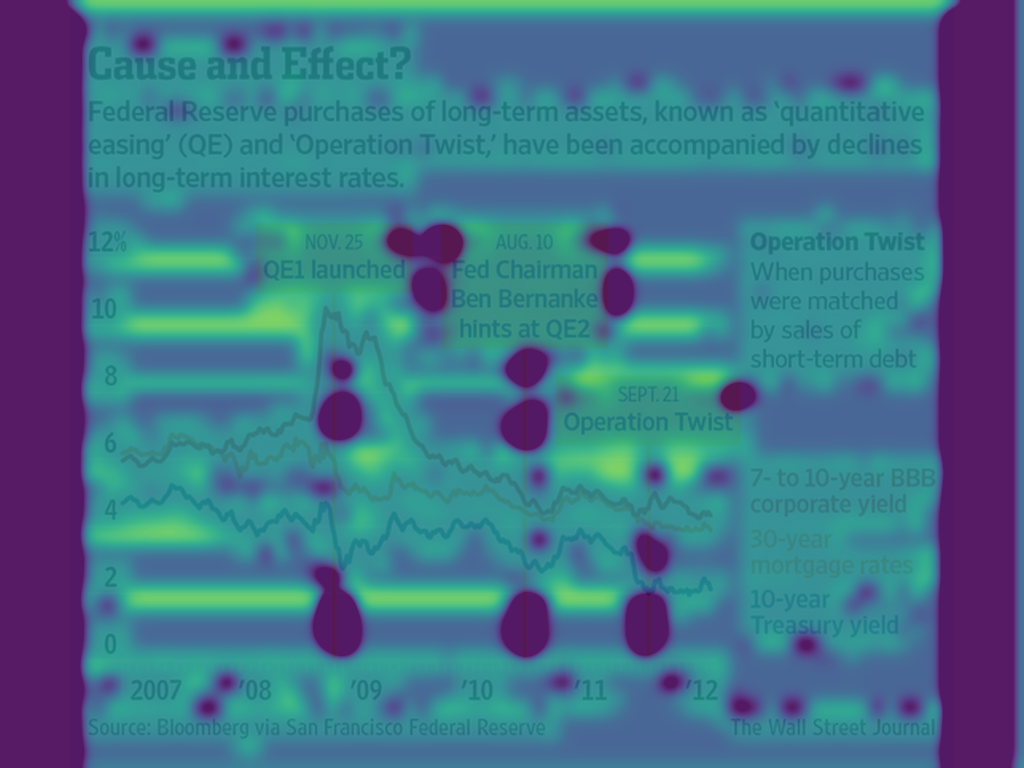 Cause and Effect?
Federal Reserve purchases of long-term assets, known as ‘quantitative
easing’ (QE) and ‘Operation Twist,’ have been accompanied by declines
in long-term interest rates.
12%
10
8
6
4
2
0
NOV. 25
QE1 launched
AUG. 10
Fed Chairman
Ben Bernanke
hints at QE2
SEPT. 21
Operation Twist
Operation Twist
When purchases
were matched
by sales of
short-term debt
7- to 10-year BBB
corporate yield
30-year
mortgage rates
10-year
Treasury yield
2007 ’08 ’09 ’10 ’11 ’12
Source: Bloomberg via San Francisco Federal Reserve
The Wall Street Journal